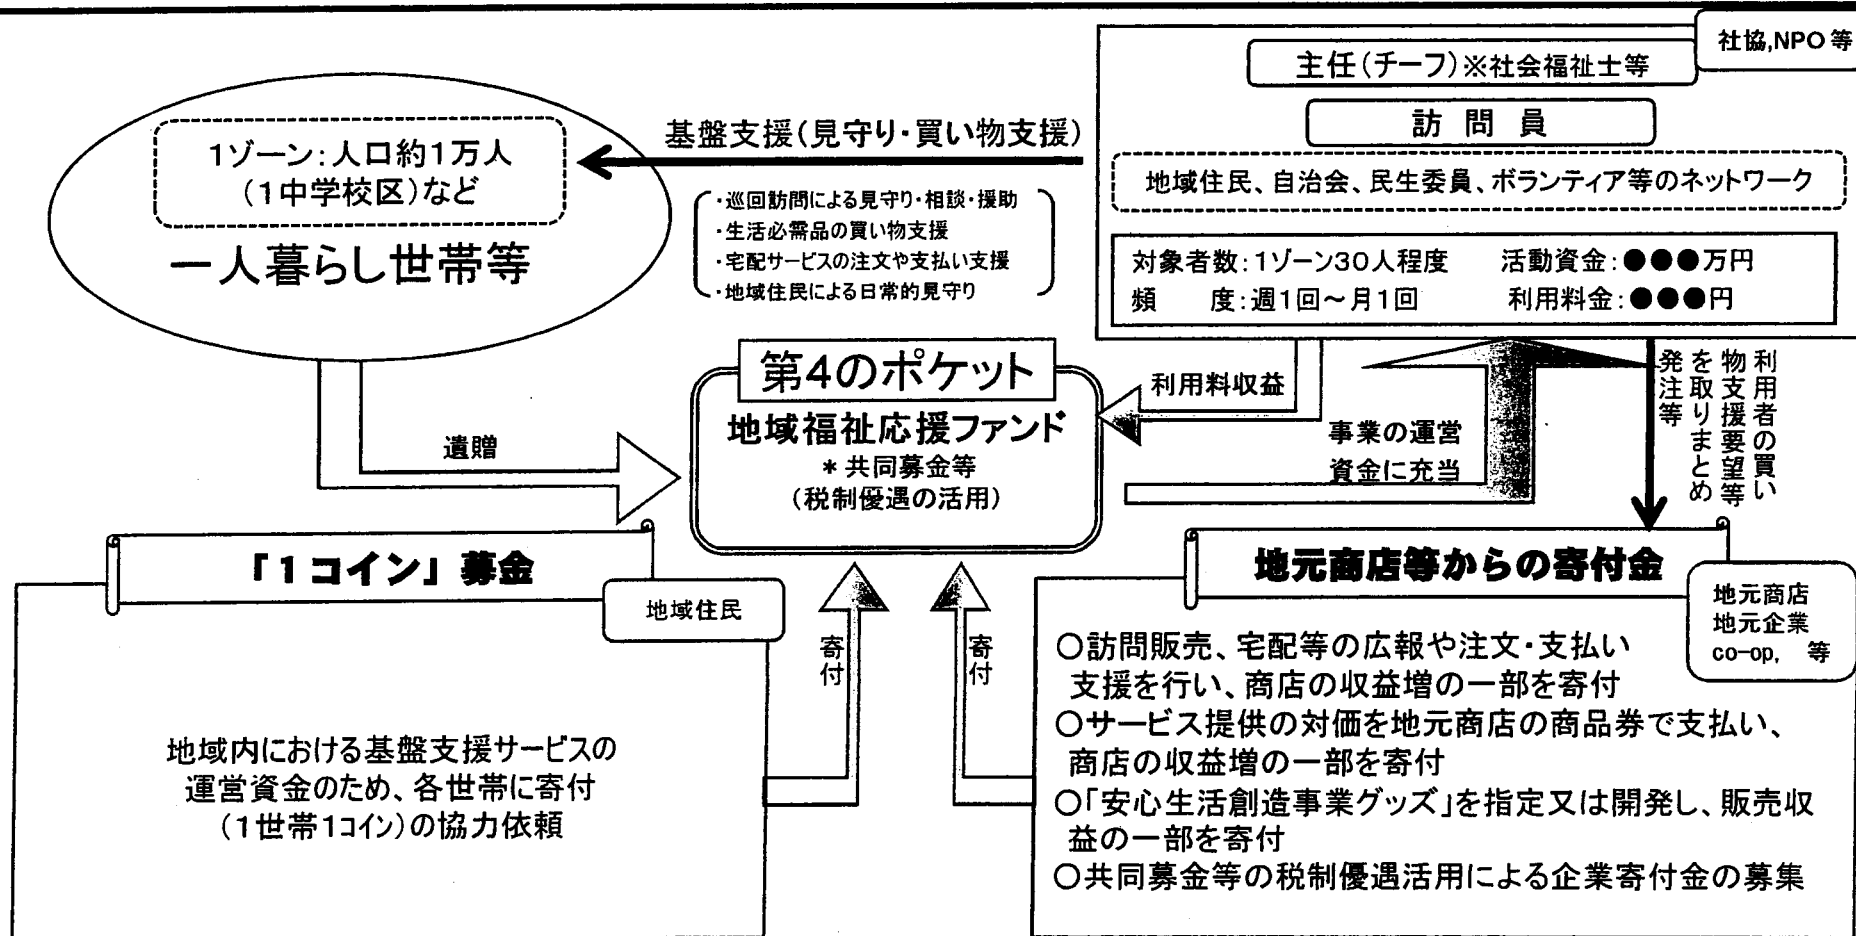 社協,NPO等
主任(チーフ)※社会福祉士等
訪問員
地域住民、自治会、民生委員、ボランティア等のネットワーク
対象者数:1ゾーン30人程度 活動資金:●●●万円
頻 度:週1回～月1回 利用料金:●●●円
1ゾーン:人口約1万人
(1中学校区)など
一人暮らし世帯等
基盤支援(見守り・買い物支援)
・巡回訪問による見守り・相談・援助
・生活必需品の買い物支援
・宅配サービスの注文や支払い支援
・地域住民による日常的見守り
第4のポケット
地域福祉応援ファンド
*共同募金等
(税制優遇の活用)
遺贈
利用料収益
事業の運営
資金に充当
利用者の買い
物支援要望等
を取りまとめ
発注等
「1コイン」募金
地域住民
寄付
寄付
地域内における基盤支援サービスの
運営資金のため、各世帯に寄付
(1世帯1コイン)の協力依頼
地元商店等からの寄付金
地元商店
地元企業
co-op, 等
○訪問販売、宅配等の広報や注文・支払い
支援を行い、商店の収益増の一部を寄付
○サービス提供の対価を地元商店の商品券で支払い、
商店の収益増の一部を寄付
○「安心生活創造事業グッズ」を指定又は開発し、販売収
益の一部を寄付
○共同募金等の税制優遇活用による企業寄付金の募集